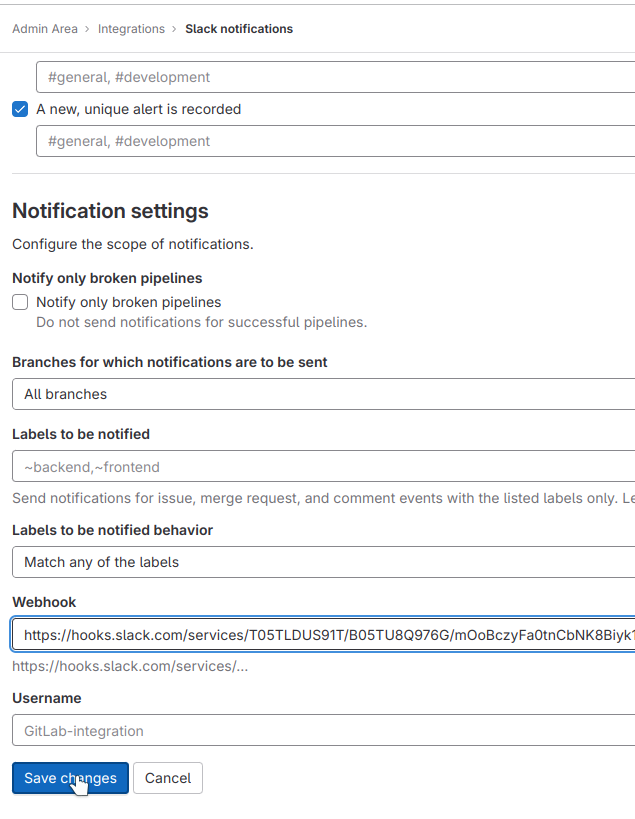 Admin Area › Integrations › Slack notifications
#general, #development
A new, unique alert is recorded
#general, #development
Notification settings
Configure the scope of notifications.
Notify only broken pipelines
Notify only broken pipelines
Do not send notifications for successful pipelines.
Branches for which notifications are to be sent
All branches
Labels to be notified
~backend,~frontend
Send notifications for issue, merge request, and comment events with the listed labels only. Le
Labels to be notified behavior
Match any of the labels
Webhook
https://hooks.slack.com/services/T05TLDUS91T/B05TU8Q976G/mOoBczyFa0tnCbNK8Biyk1
https://hooks.slack.com/services/…
Username
GitLab-integration
Save changes Cancel